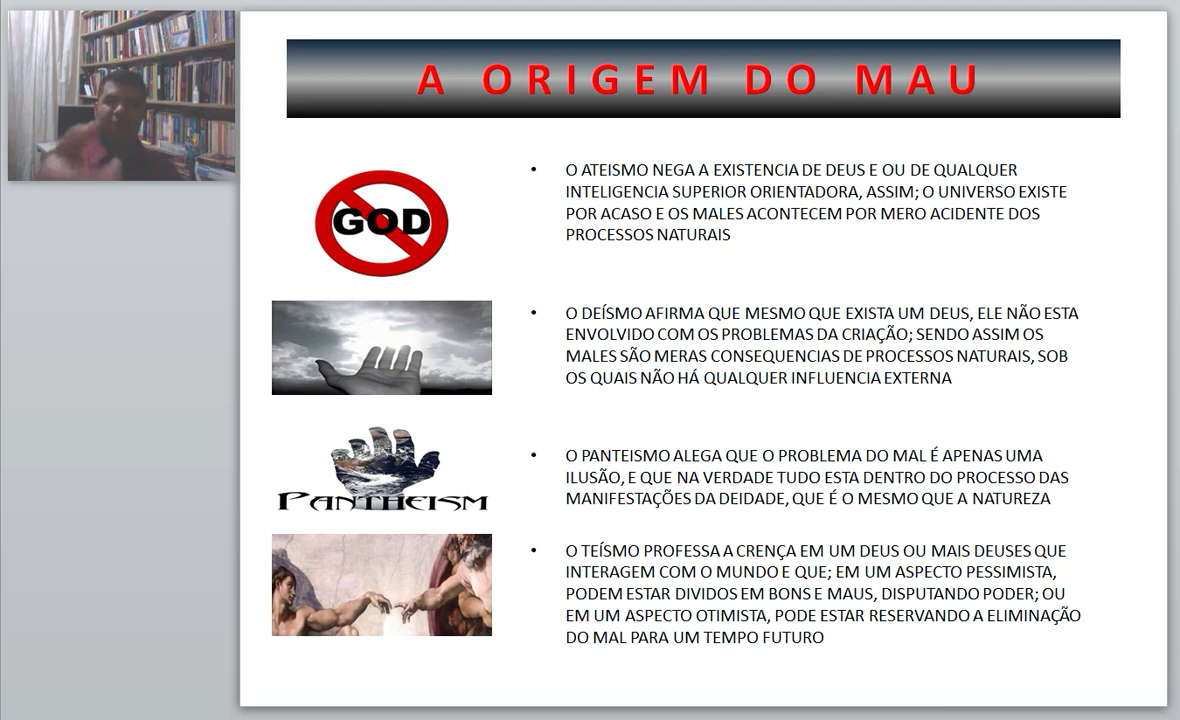 A ORIGEM DO MAU
GOD
• O ATEISMO NEGA A EXISTENCIA DE DEUS E OU DE QUALQUER
INTELIGENCIA SUPERIOR ORIENTADORA, ASSIM; O UNIVERSO EXISTE
POR ACASO E OS MALES ACONTECEM POR MERO ACIDENTE DOS
PROCESSOS NATURAIS
• O DEÍSMO AFIRMA QUE MESMO QUE EXISTA UM DEUS, ELE NÃO ESTA
ENVOLVIDO COM OS PROBLEMAS DA CRIAÇÃO; SENDO ASSIM OS
MALES SÃO MERAS CONSEQUENCIAS DE PROCESSOS NATURAIS, SOB
OS QUAIS NÃO HÁ QUALQUER INFLUENCIA EXTERNA
PANTHEISM
• O PANTEISMO ALEGA QUE O PROBLEMA DO MAL É APENAS UMA
ILUSÃO, E QUE NA VERDADE TUDO ESTA DENTRO DO PROCESSO DAS
MANIFESTAÇÕES DA DEIDADE, QUE É O MESMO QUE A NATUREZA
• O TEÍSMO PROFESSA A CRENÇA EM UM DEUS OU MAIS DEUSES QUE
INTERAGEM COM O MUNDO E QUE; EM UM ASPECTO PESSIMISTA,
PODEM ESTAR DIVIDOS EM BONS E MAUS, DISPUTANDO PODER; OU
EM UM ASPECTO OTIMISTA, PODE ESTAR RESERVANDO A ELIMINAÇÃO
DO MAL PARA UM TEMPO FUTURO